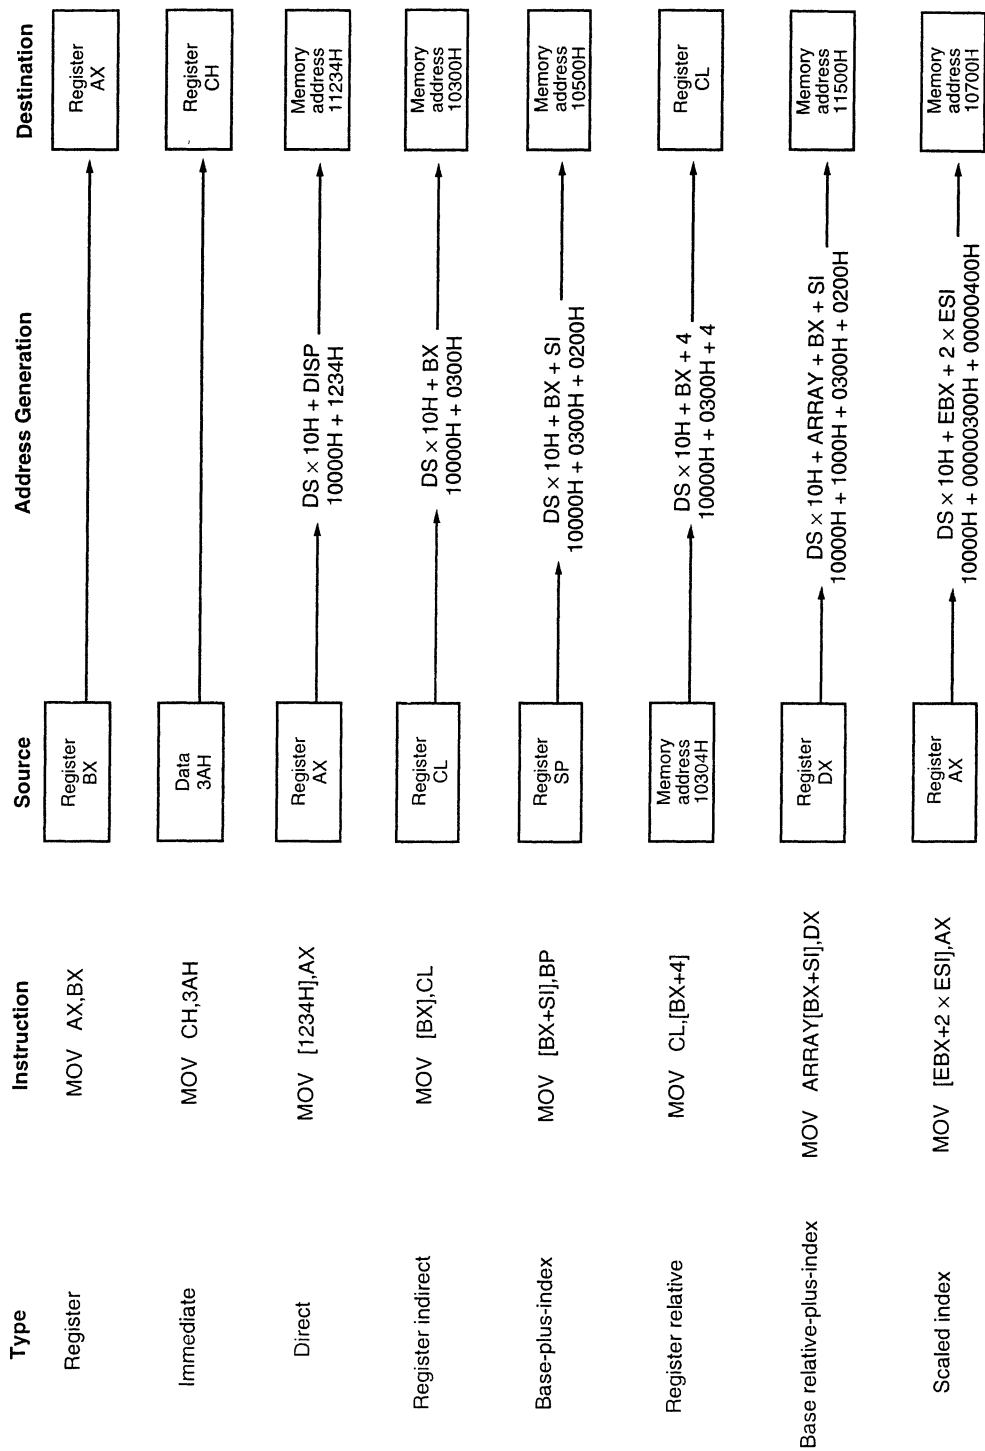 Type
Instruction
Source
Address Generation
Destination
Register
MOV AX,BX
Register
BX
Register
AX
Immediate
MOV CH,3AH
Data
3AH
Register
CH
Direct
MOV [1234H],AX
Register
AX
DS × 10H + DISP
10000H + 1234H
Memory
address
11234H
Register indirect
MOV [BX],CL
Register
CL
DS × 10H + BX
10000H + 0300H
Memory
address
10300H
Base-plus-index
MOV [BX+SI],BP
Register
SP
DS × 10H + BX + SI
10000H + 0300H + 0200H
Memory
address
10500H
Register relative
MOV CL,[BX+4]
Memory
address
10304H
DS × 10H + BX + 4
10000H + 0300H + 4
Register
CL
Base relative-plus-index
MOV ARRAY[BX+SI],DX
Register
DX
DS × 10H + ARRAY + BX + SI
10000H + 1000H + 0300H + 0200H
Memory
address
11500H
Scaled index
MOV [EBX+2 × ESI],AX
Register
AX
DS × 10H + EBX + 2 × ESI
10000H + 00000300H + 00000400H
Memory
address
10700H